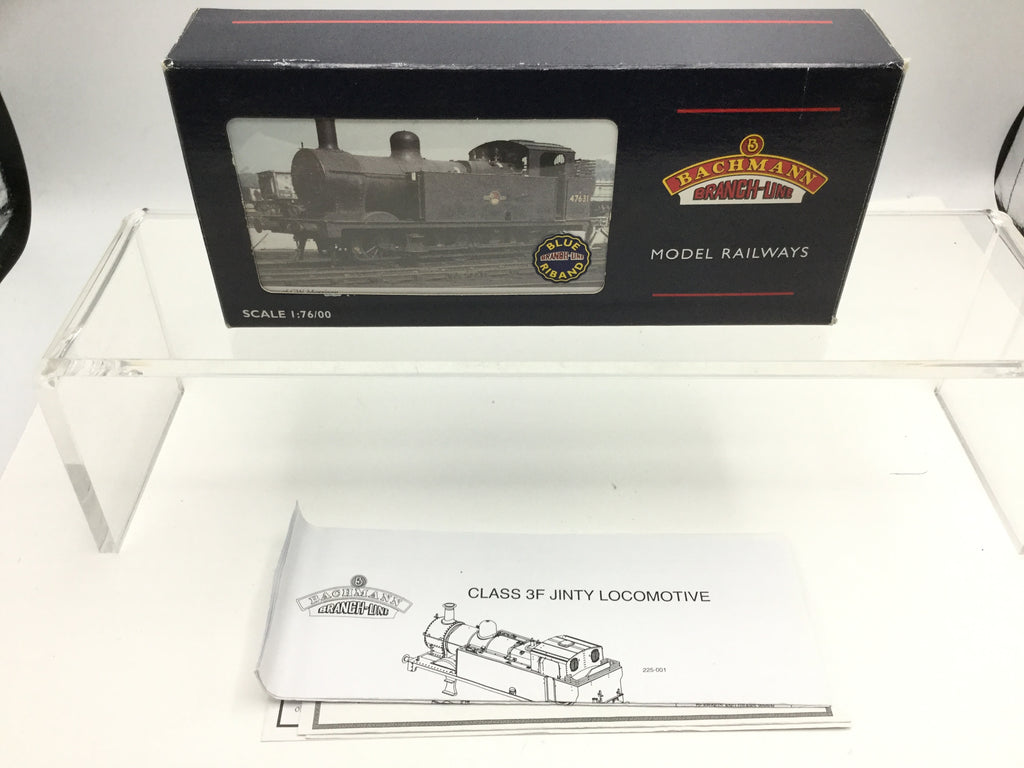 B
BACHMANN
BRANCH-LINE
MODEL RAILWAYS
47631
BLUE
BRANCH-LINE
RIBAND
SCALE 1:76/00
B
BACHMANN
BRANCH-LINE
CLASS 3F JINTY LOCOMOTIVE
225-001